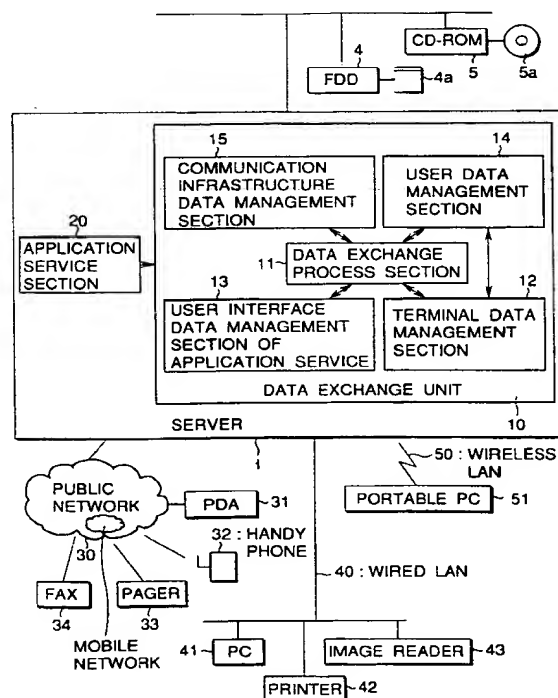 CD-ROM
4
5
5a
FDD
4a
15
14
COMMUNICATION
INFRASTRUCTURE
DATA MANAGEMENT
SECTION
USER DATA
MANAGEMENT
SECTION
20
APPLICATION
SERVICE
SECTION
11
DATA EXCHANGE
PROCESS SECTION
13
12
USER INTERFACE
DATA MANAGEMENT
SECTION OF
APPLICATION SERVICE
TERMINAL DATA
MANAGEMENT
SECTION
DATA EXCHANGE UNIT
SERVER
10
1
50 : WIRELESS
LAN
PUBLIC
NETWORK
PDA
31
PORTABLE PC
51
30
32 : HANDY
PHONE
FAX
PAGER
34
33
40 : WIRED LAN
MOBILE
NETWORK
41
PC
IMAGE READER
43
PRINTER
42